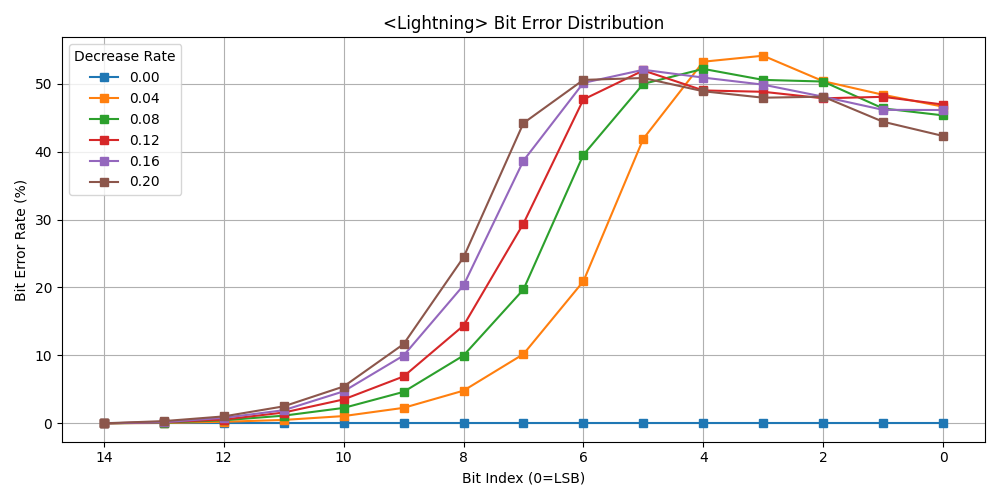 <Lightning> Bit Error Distribution
Decrease Rate
0.00
0.04
0.08
0.12
0.16
0.20
Bit Error Rate (%)
50
40
30
20
10
0
14 12 10 8 6 4 2 0
Bit Index (0=LSB)